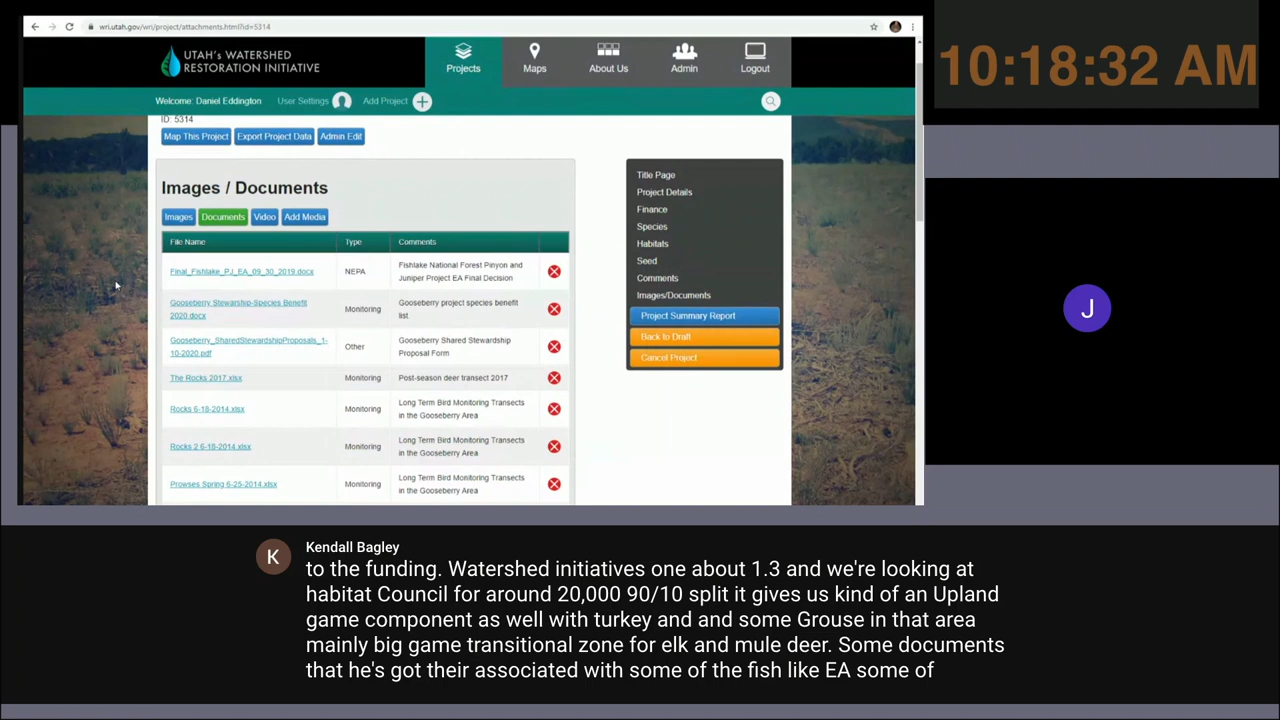 wri.utah.gov/wri/project/attachments.html?id=5314
10:18:32 AM
UTAH'S WATERSHED
RESTORATION INITIATIVE
Projects
Maps
About Us
Admin
Logout
Welcome: Daniel Eddington
User Settings
Add Project
ID: 5314
Map This Project
Export Project Data
Admin Edit
Images / Documents
Images
Documents
Video
Add Media
File Name Type Comments
Final_Fishlake_PJ_EA_09_30_2019.docx NEPA Fishlake National Forest Pinyon and
Juniper Project EA Final Decision
Gooseberry Stewarship-Species Benefit Monitoring Gooseberry project species benefit
2020.docx list
Gooseberry_SharedStewardshipProposals_1- Other Gooseberry Shared Stewardship
10-2020.pdf Proposal Form
The Rocks 2017.xlsx Monitoring Post-season deer transect 2017
Rocks 6-18-2014.xlsx Monitoring Long Term Bird Monitoring Transects
in the Gooseberry Area
Rocks 2 6-18-2014.xlsx Monitoring Long Term Bird Monitoring Transects
in the Gooseberry Area
Prowses Spring 6-25-2014.xlsx Monitoring Long Term Bird Monitoring Transects
in the Gooseberry Area
Title Page
Project Details
Finance
Species
Habitats
Seed
Comments
Images/Documents
Project Summary Report
Back to Draft
Cancel Project
J
K
Kendall Bagley
to the funding. Watershed initiatives one about 1.3 and we're looking at
habitat Council for around 20,000 90/10 split it gives us kind of an Upland
game component as well with turkey and and some Grouse in that area
mainly big game transitional zone for elk and mule deer. Some documents
that he's got their associated with some of the fish like EA some of